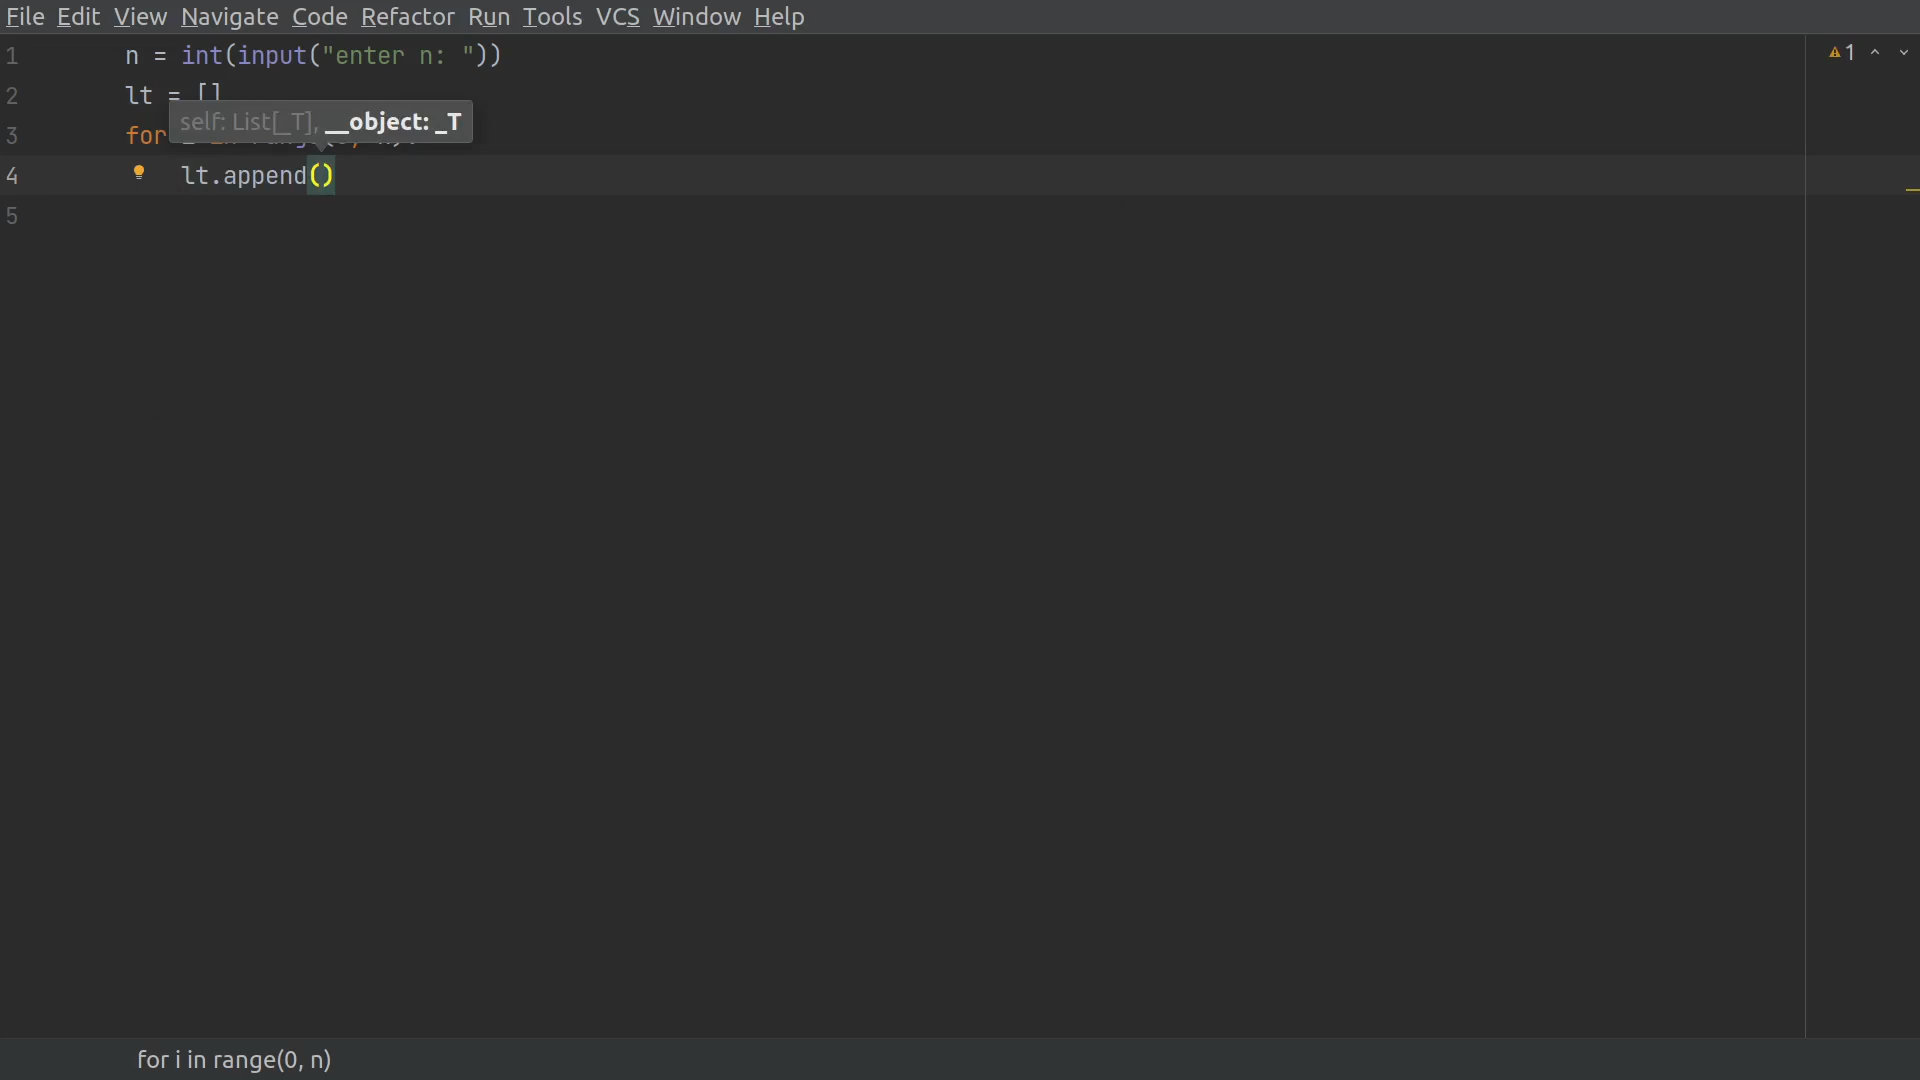 File Edit View Navigate Code Refactor Run Tools VCS Window Help
1 n = int(input("enter n: "))
⚠1
2 lt = []
self: List[_T], __object: _T
3 for
4 lt.append()
5
for i in range(0, n)